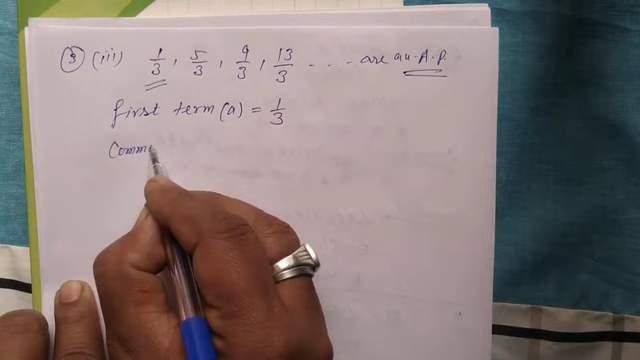 3 (iii) 1/3, 5/3, 9/3, 13/3 .... are an A.P.
first term (a) = 1/3
Comm